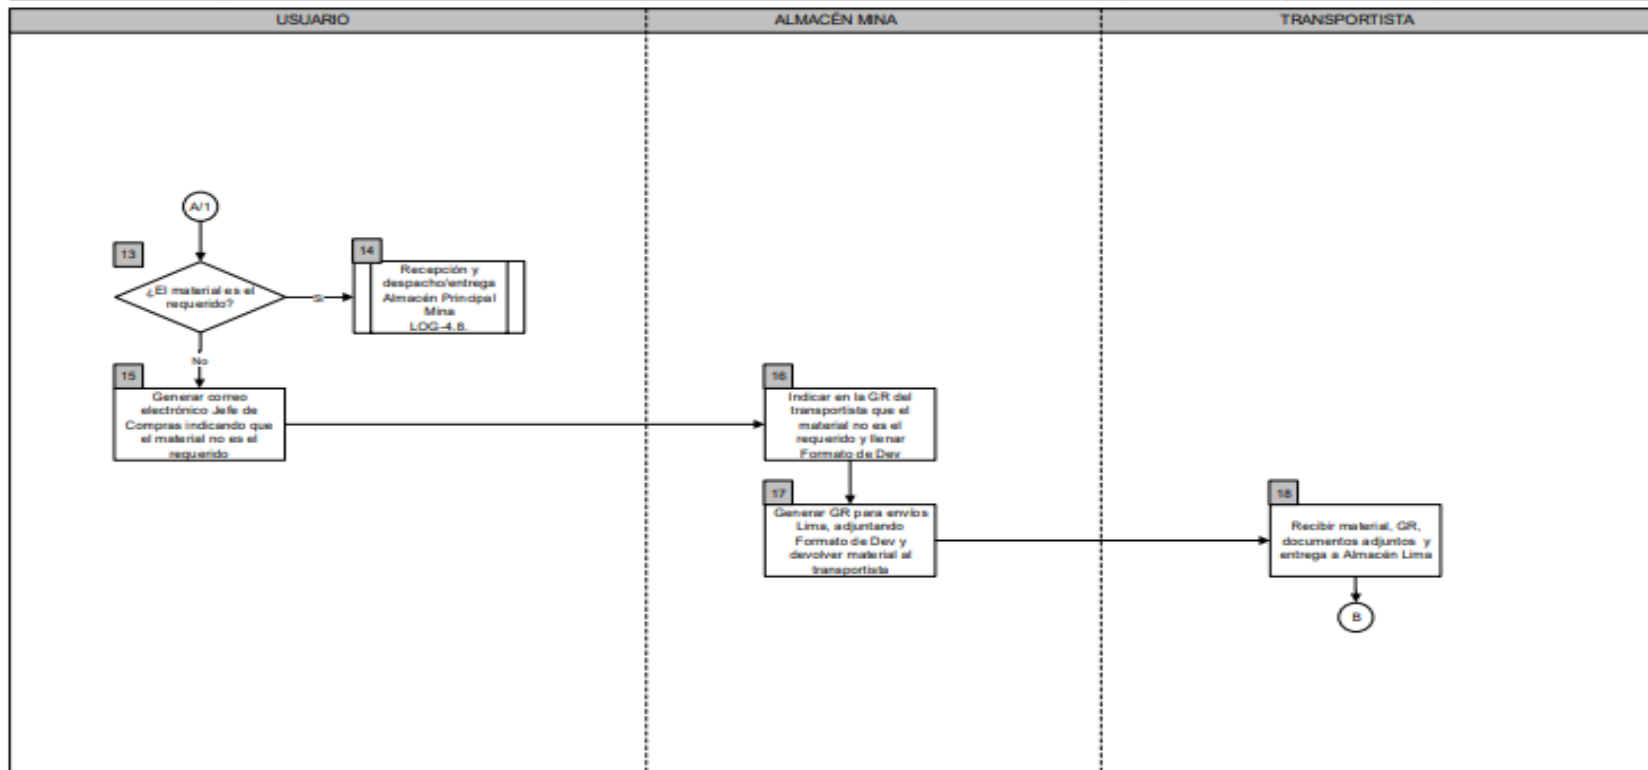 USUARIO
ALMACÉN MINA
TRANSPORTISTA
A/1
13
¿El material es el
requerido?
Si
14
Recepción y
despacho/entrega
Almacén Principal
Mina
LOG-4.8.
No
15
Generar correo
electrónico Jefe de
Compras indicando que
el material no es el
requerido
16
Indicar en la GR del
transportista que el
material no es el
requerido y llenar
Formato de Dev
17
Generar GR para envíos
Lima, adjuntando
Formato de Dev y
devolver material al
transportista
18
Recibir material, GR,
documentos adjuntos y
entrega a Almacén Lima
B